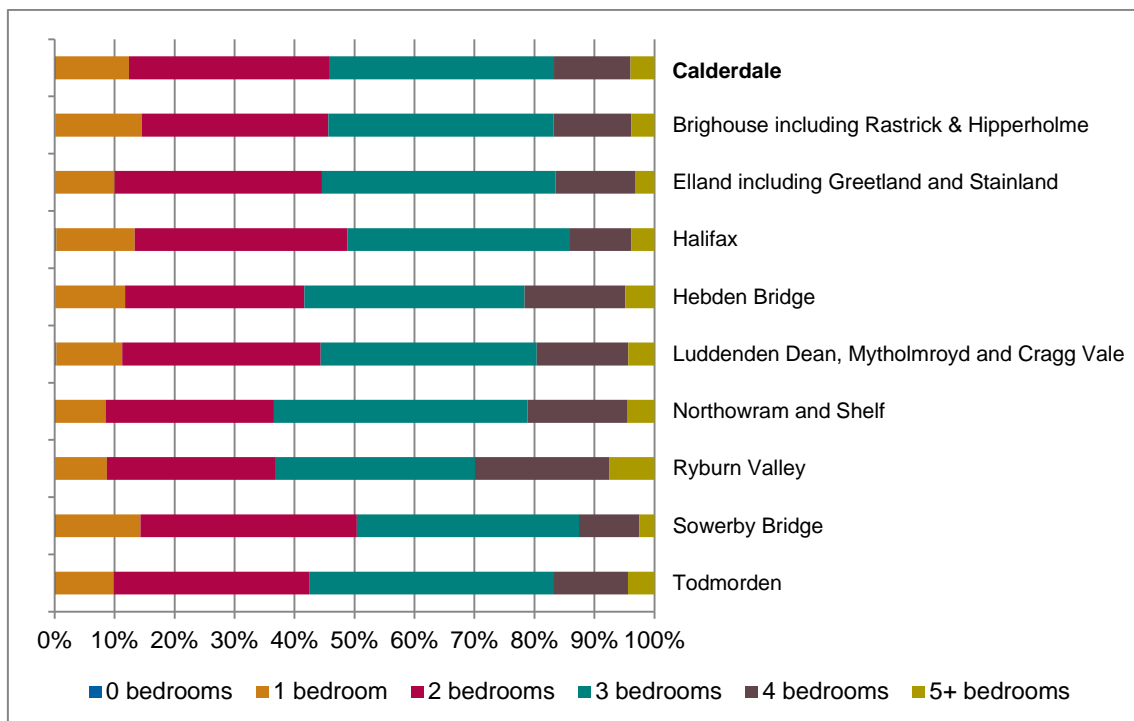 Calderdale
Brighouse including Rastrick & Hipperholme
Elland including Greetland and Stainland
Halifax
Hebden Bridge
Luddenden Dean, Mytholmroyd and Cragg Vale
Northowram and Shelf
Ryburn Valley
Sowerby Bridge
Todmorden
0% 10% 20% 30% 40% 50% 60% 70% 80% 90% 100%
0 bedrooms 1 bedroom 2 bedrooms 3 bedrooms 4 bedrooms 5+ bedrooms